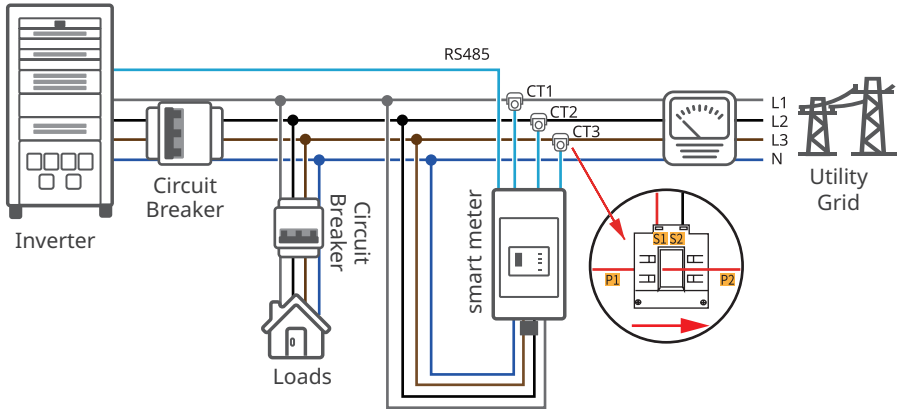 RS485
CT1
CT2
CT3
L1
L2
L3
N
Circuit
Breaker
Utility
Grid
Inverter
Circuit
Breaker
smart meter
S1 S2
P1
P2
Loads